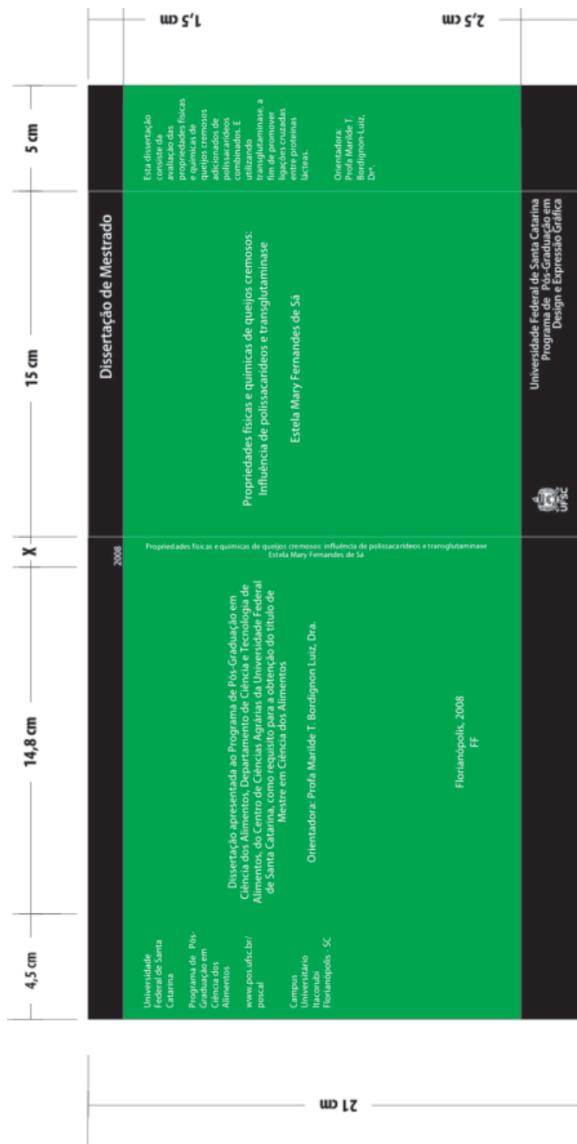 4,5 cm
14,8 cm
X
15 cm
5 cm
1,5 cm
2,5 cm
21 cm
Universidade
Federal de Santa
Catarina
Programa de Pós-
Graduação em
Ciência dos
Alimentos
www.pos.ufsc.br/
poscal
Campus
Universitário
Itacorubi
Florianópolis - SC
Dissertação apresentada ao Programa de Pós-Graduação em
Ciência dos Alimentos, Departamento de Ciência e Tecnologia de
Alimentos, do Centro de Ciências Agrárias da Universidade Federal
de Santa Catarina, como requisito para a obtenção do título de
Mestre em Ciência dos Alimentos
Orientadora: Profa Marilde T. Bordignon Luiz, Dra.
Florianópolis, 2008
FF
2008
Propriedades físicas e químicas de queijos cremosos: influência de polissacarídeos e transglutaminase
Estela Mary Fernandes de Sá
Dissertação de Mestrado
Propriedades físicas e químicas de queijos cremosos:
Influência de polissacarídeos e transglutaminase
Estela Mary Fernandes de Sá
UFSC
Universidade Federal de Santa Catarina
Programa de Pós-Graduação em
Design e Expressão Gráfica
Esta dissertação
consiste da
avaliação das
propriedades físicas
e químicas de
queijos cremosos
adicionados de
polissacarídeos
combinados. E
utilizando
transglutaminase, a
fim de promover
ligações cruzadas
entre proteínas
lácteas.
Orientadora:
Profa Marilde T.
Bordignon-Luiz,
Drª.